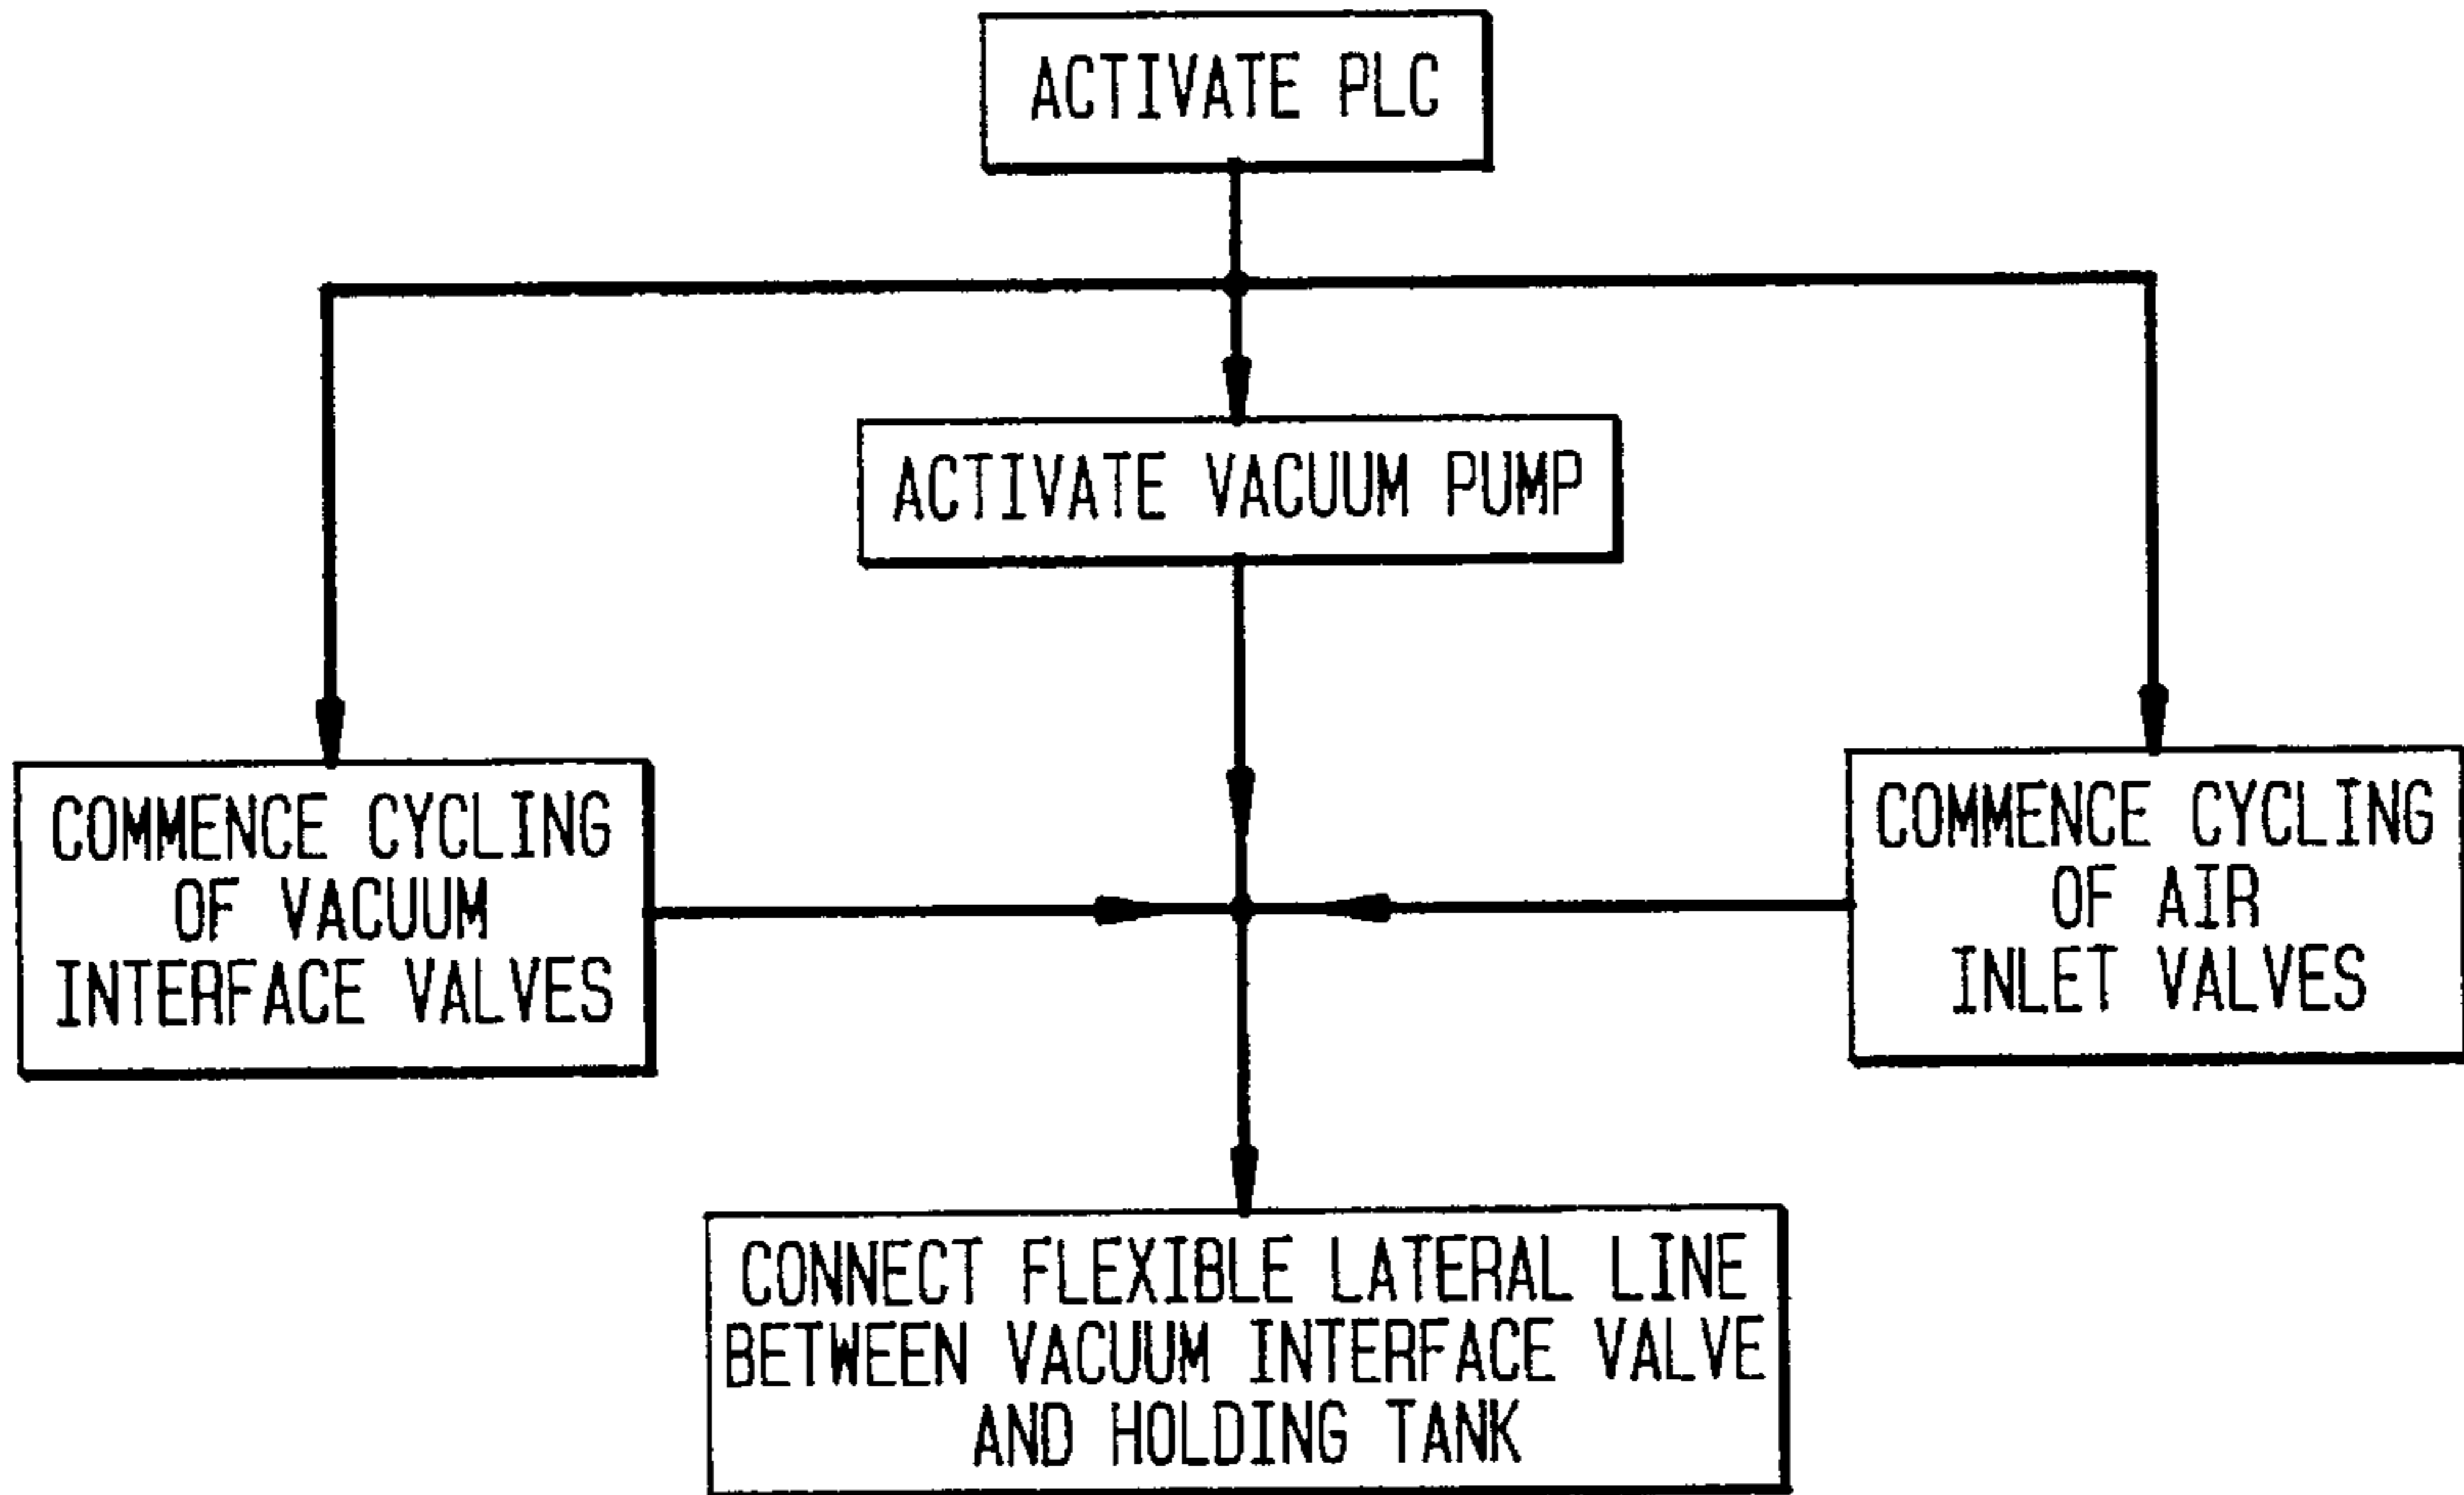 ACTIVATE PLC
ACTIVATE VACUUM PUMP
COMMENCE CYCLING
OF VACUUM
INTERFACE VALVES
COMMENCE CYCLING
OF AIR
INLET VALVES
CONNECT FLEXIBLE LATERAL LINE
BETWEEN VACUUM INTERFACE VALVE
AND HOLDING TANK